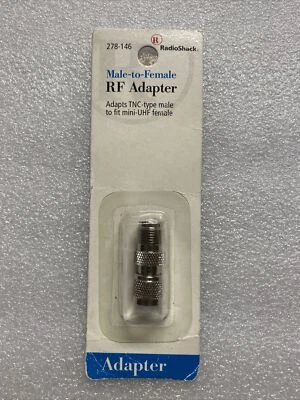 278-146
R
RadioShack
Male-to-Female
RF Adapter
Adapts TNC-type male
to fit mini-UHF female
Adapter